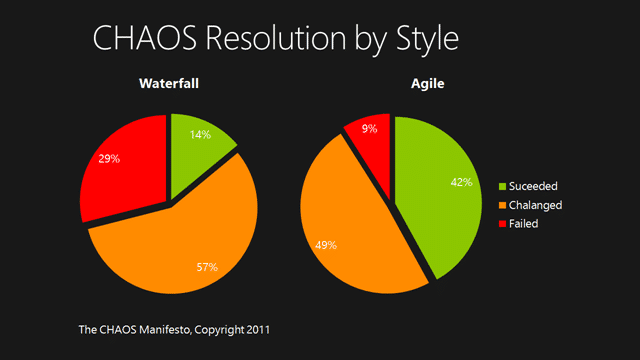 CHAOS Resolution by Style
Waterfall
Agile
14%
29%
57%
9%
42%
49%
Suceeded
Chalanged
Failed
The CHAOS Manifesto, Copyright 2011